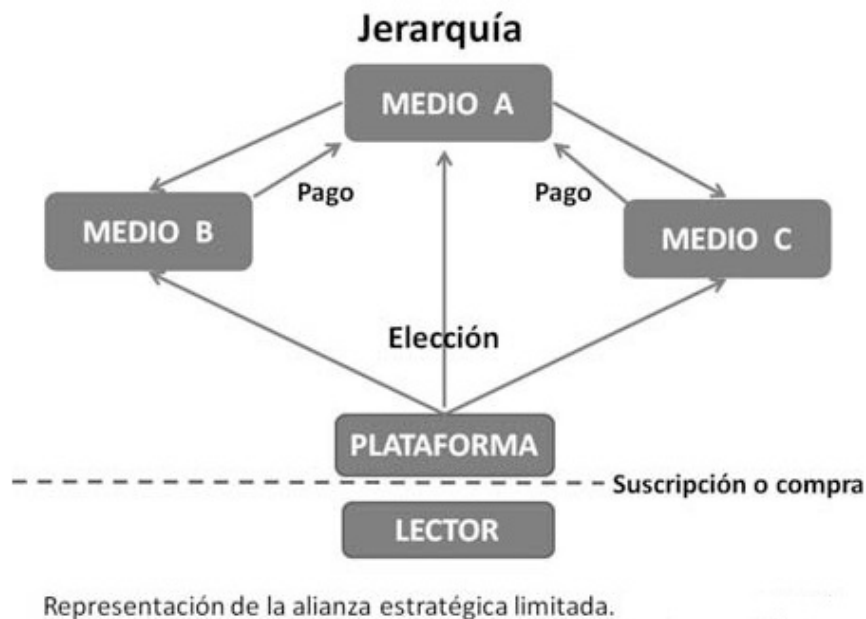 Jerarquía
MEDIO A
Pago
Pago
MEDIO B
MEDIO C
Elección
PLATAFORMA
Suscripción o compra
LECTOR
Representación de la alianza estratégica limitada.